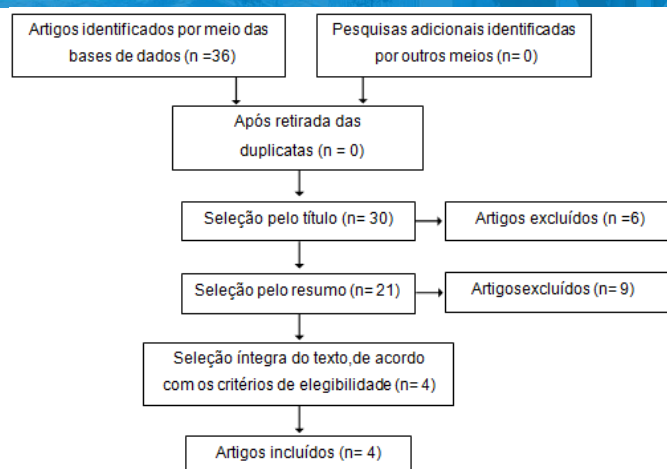 Artigos identificados por meio das
bases de dados (n =36)
Pesquisas adicionais identificadas
por outros meios (n= 0)
Após retirada das
duplicatas (n = 0)
Seleção pelo título (n= 30)
Artigos excluídos (n =6)
Seleção pelo resumo (n= 21)
Artigosexcluídos (n= 9)
Seleção íntegra do texto,de acordo
com os critérios de elegibilidade (n= 4)
Artigos incluídos (n= 4)